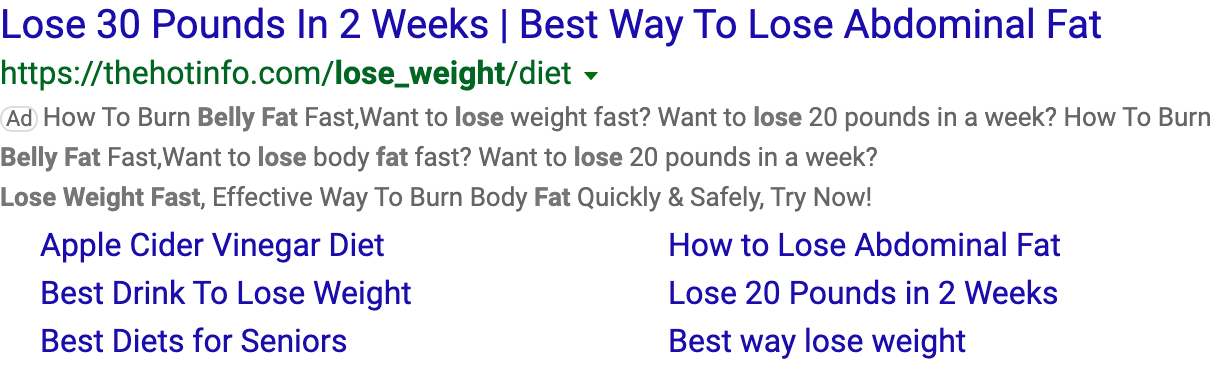 Lose 30 Pounds In 2 Weeks | Best Way To Lose Abdominal Fat
https://thehotinfo.com/lose_weight/diet
Ad How To Burn Belly Fat Fast,Want to lose weight fast? Want to lose 20 pounds in a week? How To Burn
Belly Fat Fast,Want to lose body fat fast? Want to lose 20 pounds in a week?
Lose Weight Fast, Effective Way To Burn Body Fat Quickly & Safely, Try Now!
Apple Cider Vinegar Diet
How to Lose Abdominal Fat
Best Drink To Lose Weight
Lose 20 Pounds in 2 Weeks
Best Diets for Seniors
Best way lose weight